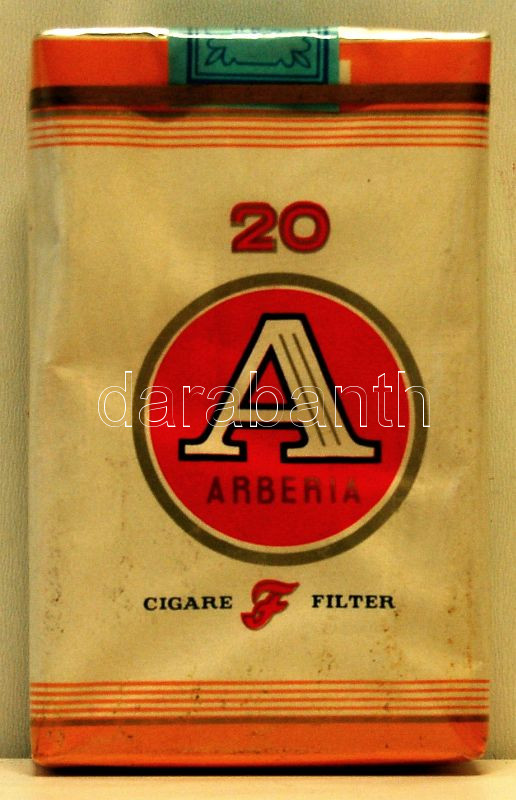 20
A
darabanth
ARBERIA
CIGARE F FILTER